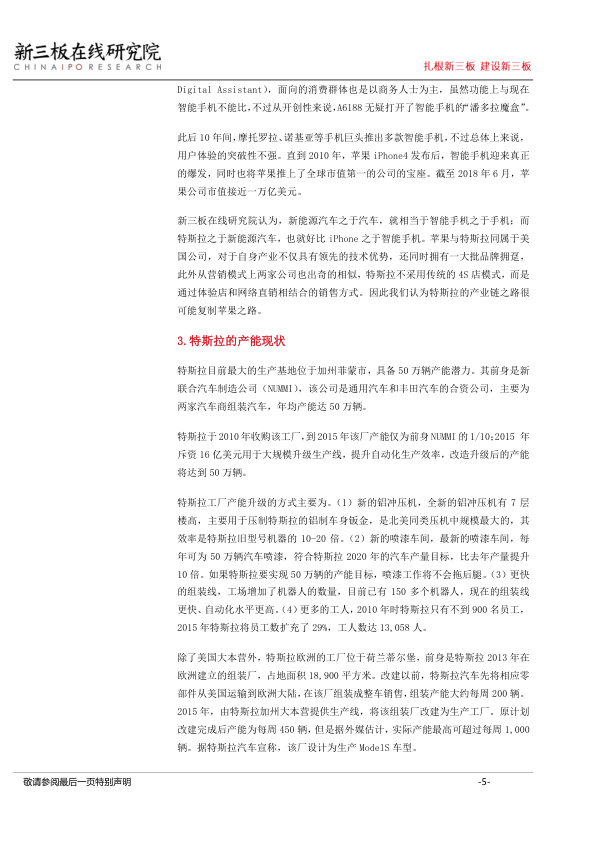 新三板在线研究院
CHINAIPO RESEARCH
扎根新三板 建设新三板
Digital Assistant），面向的消费群体也是以商务人士为主，虽然功能上与现在
智能手机不能比，不过从开创性来说，A6188 无疑打开了智能手机的“潘多拉魔盒”。
此后 10 年间，摩托罗拉、诺基亚等手机巨头推出多款智能手机，不过总体上来说，
用户体验的突破性不强。直到 2010 年，苹果 iPhone4 发布后，智能手机迎来真正
的爆发，同时也将苹果推上了全球市值第一的公司的宝座。截至 2018 年 6 月，苹
果公司市值接近一万亿美元。
新三板在线研究院认为，新能源汽车之于汽车，就相当于智能手机之于手机；而
特斯拉之于新能源汽车，也就好比 iPhone 之于智能手机。苹果与特斯拉同属于美
国公司，对于自身产业不仅具有领先的技术优势，还同时拥有一大批品牌拥趸，
此外从营销模式上两家公司也出奇的相似，特斯拉不采用传统的 4S 店模式，而是
通过体验店和网络直销相结合的销售方式。因此我们认为特斯拉的产业链之路很
可能复制苹果之路。
3.特斯拉的产能现状
特斯拉目前最大的生产基地位于加州菲蒙市，具备 50 万辆产能潜力。其前身是新
联合汽车制造公司（NUMMI），该公司是通用汽车和丰田汽车的合资公司，主要为
两家汽车商组装汽车，年均产能达 50 万辆。
特斯拉于 2010 年收购该工厂，到 2015 年该厂产能仅为前身 NUMMI 的 1/10；2015 年
斥资 16 亿美元用于大规模升级生产线，提升自动化生产效率，改造升级后的产能
将达到 50 万辆。
特斯拉工厂产能升级的方式主要为。（1）新的铝冲压机，全新的铝冲压机有 7 层
楼高，主要用于压制特斯拉的铝制车身钣金，是北美同类压机中规模最大的，其
效率是特斯拉旧型号机器的 10-20 倍。（2）新的喷漆车间，最新的喷漆车间，每
年可为 50 万辆汽车喷漆，符合特斯拉 2020 年的汽车产量目标，比去年产量提升
10 倍。如果特斯拉要实现 50 万辆的产能目标，喷漆工作将不会拖后腿。（3）更快
的组装线，工场增加了机器人的数量，目前已有 150 多个机器人，现在的组装线
更快、自动化水平更高。（4）更多的工人，2010 年时特斯拉只有不到 900 名员工，
2015 年特斯拉将员工数扩充了 29%，工人数达 13,058 人。
除了美国大本营外，特斯拉欧洲的工厂位于荷兰蒂尔堡，前身是特斯拉 2013 年在
欧洲建立的组装厂，占地面积 18,900 平方米。改建以前，特斯拉汽车先将相应零
部件从美国运输到欧洲大陆，在该厂组装成整车销售，组装产能大约每周 200 辆。
2015 年，由特斯拉加州大本营提供生产线，将该组装厂改建为生产工厂。原计划
改建完成后产能为每周 450 辆，但是据外媒估计，实际产能最高可超过每周 1,000
辆。据特斯拉汽车宣称，该厂设计为生产 ModelS 车型。
敬请参阅最后一页特别声明
-5-